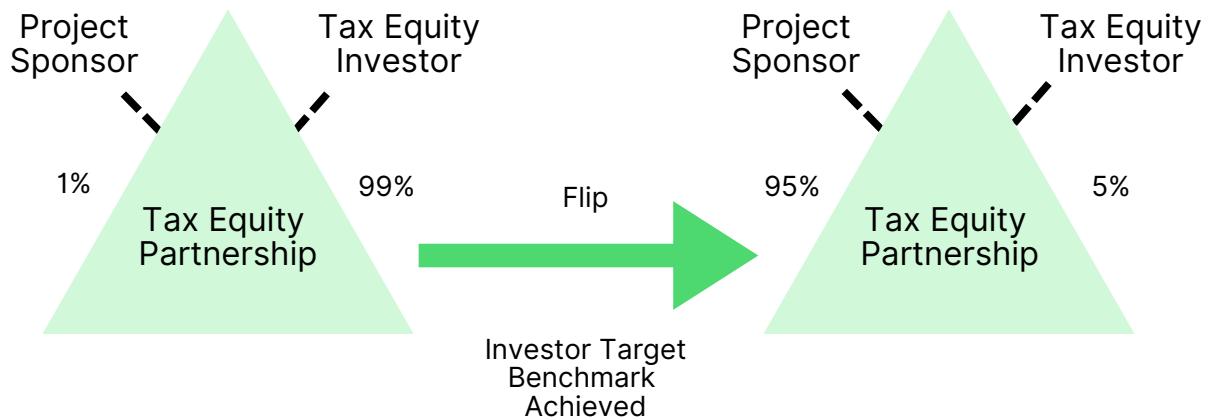 Project
Sponsor
Tax Equity
Investor
1%
99%
Tax Equity
Partnership
Flip
Investor Target
Benchmark
Achieved
Project
Sponsor
Tax Equity
Investor
95%
5%
Tax Equity
Partnership